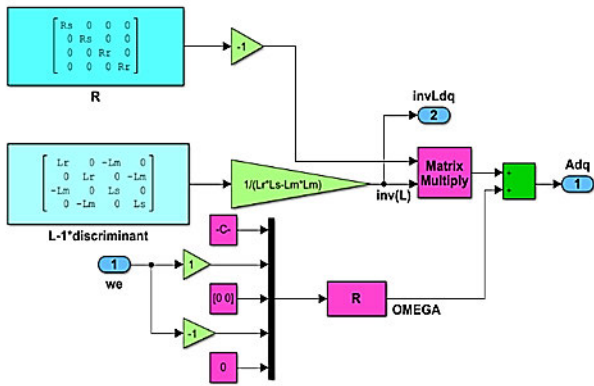 Rs 0 0 0
0 Rs 0 0
0 0 Rr 0
0 0 0 Rr
R
-1
invLdq
2
Lr 0 -Lm 0
0 Lr 0 -Lm
-Lm 0 Ls 0
0 -Lm 0 Ls
L-1*discriminant
1/(Lr*Ls-Lm*Lm)
inv(L)
Matrix
Multiply
+
+
Adq
1
-C-
1
we
1
[0 0]
-1
0
R
OMEGA